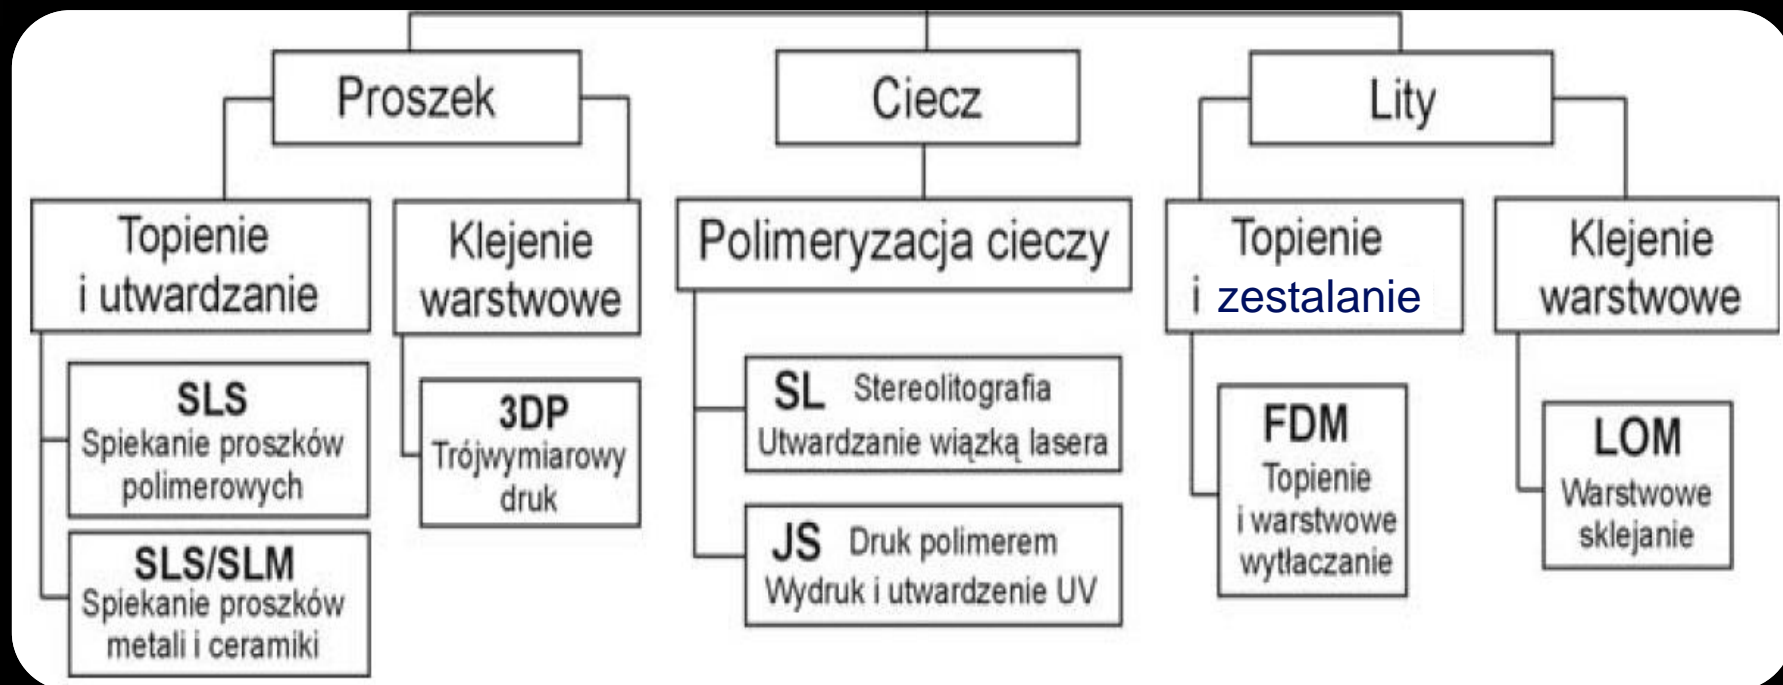 Proszek
Ciecz
Lity
Topienie
i utwardzanie
Klejenie
warstwowe
Polimeryzacja cieczy
Topienie
i zestalanie
Klejenie
warstwowe
SLS
Spiekanie proszków
polimerowych
SLS/SLM
Spiekanie proszków
metali i ceramiki
3DP
Trójwymiarowy
druk
SL Stereolitografia
Utwardzanie wiązką lasera
JS Druk polimerem
Wydruk i utwardzenie UV
FDM
Topienie
i warstwowe
wytłaczanie
LOM
Warstwowe
sklejanie